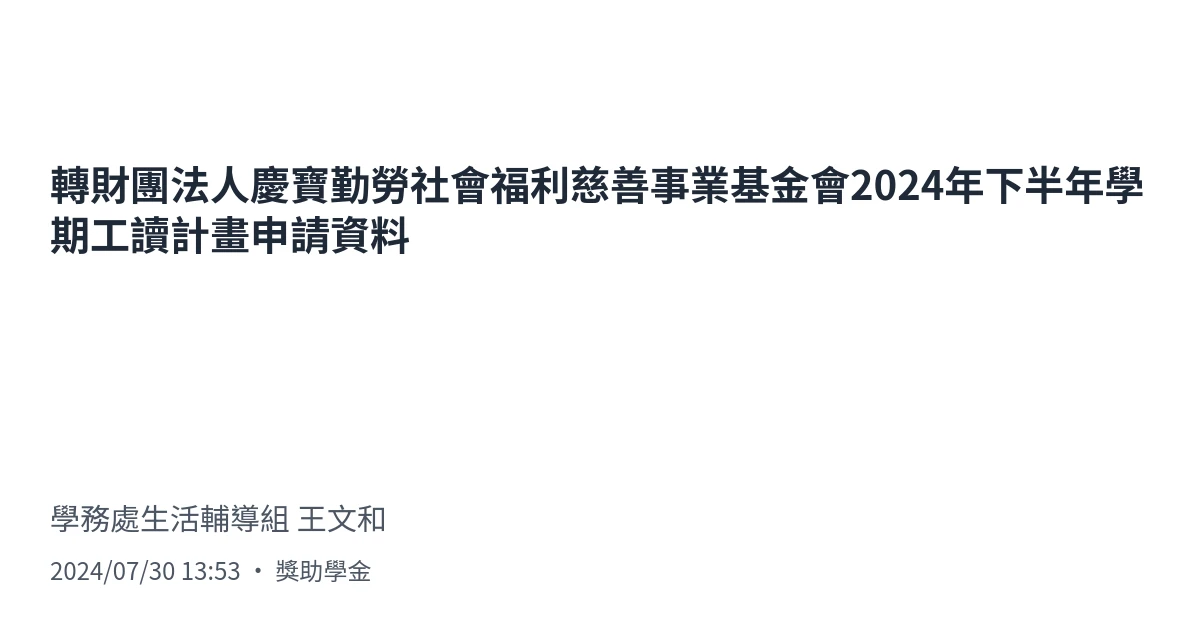 轉財團法人慶寶勤勞社會福利慈善事業基金會2024年下半年學
期工讀計畫申請資料
學務處生活輔導組 王文和
2024/07/30 13:53 • 獎助學金